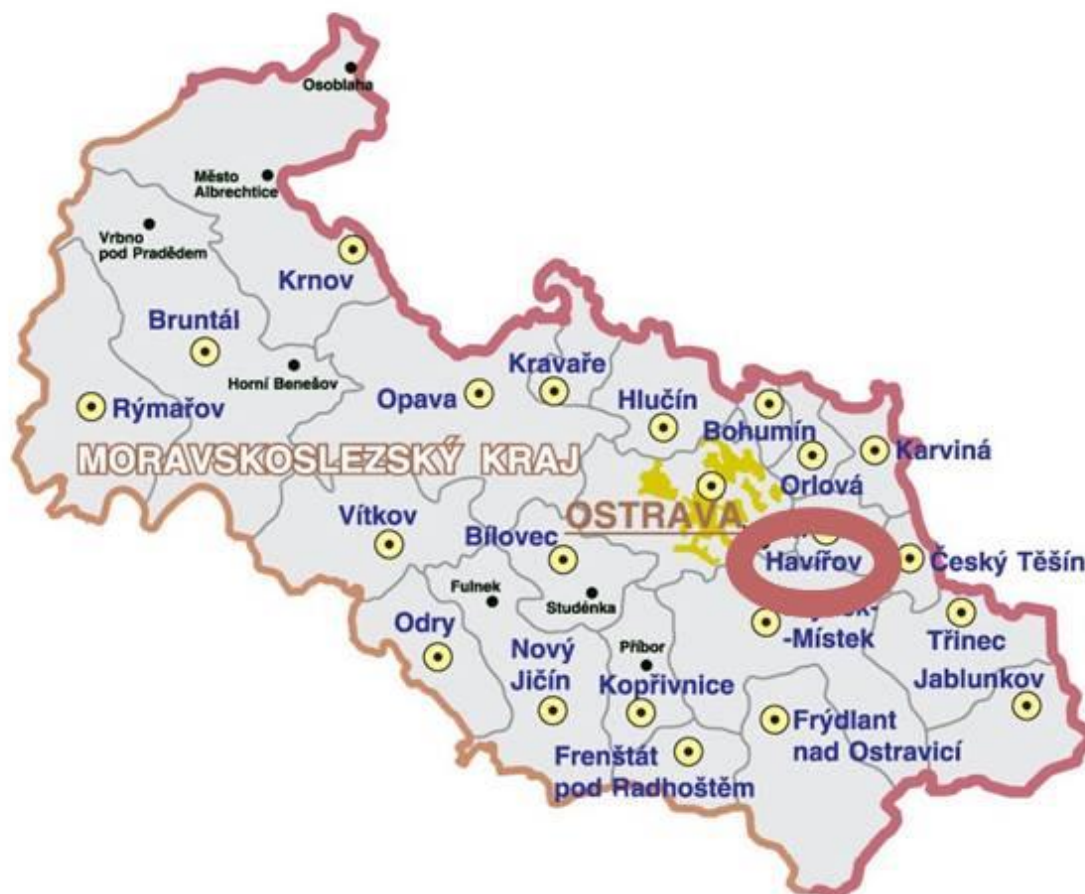 Osoblaha
Město
Albrechtice
Vrbno
pod Pradědem
Krnov
Bruntál
Horní Benešov
Kravaře
Opava
Hlučín
Rýmařov
Bohumín
Karviná
MORAVSKOSLEZSKÝ KRAJ
Orlová
OSTRAVA
Vítkov
Bílovec
Havířov
Český Těšín
Fulnek
Studénka
Odry
-Místek
Třinec
Nový
Jičín
Příbor
Kopřivnice
Jablunkov
Frýdlant
nad Ostravicí
Frenštát
pod Radhoštěm